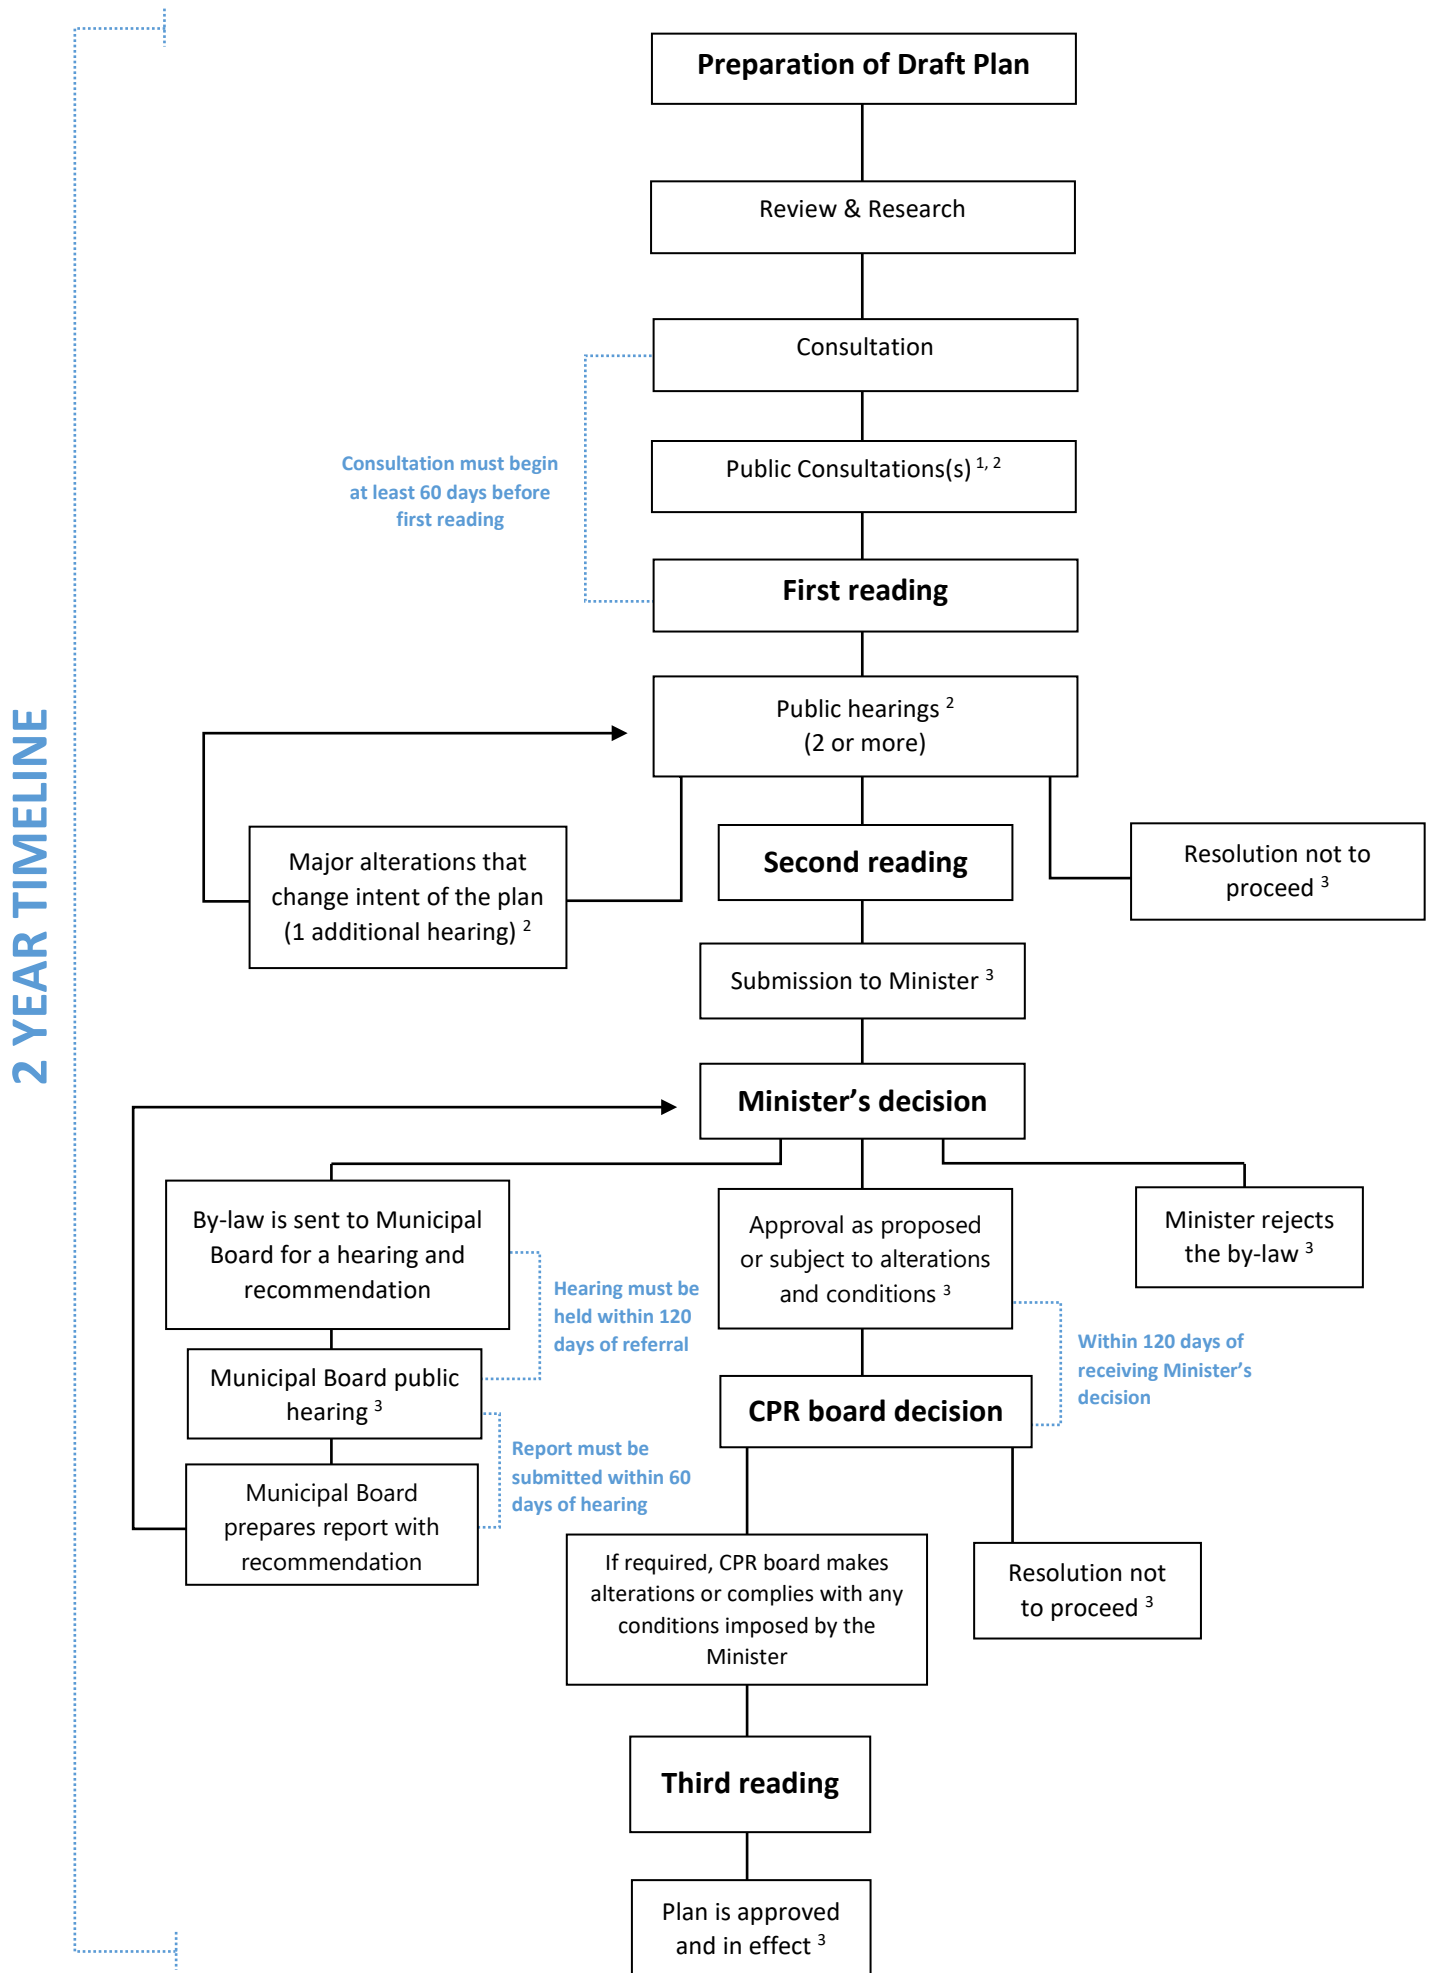 2 YEAR TIMELINE
Preparation of Draft Plan
Review & Research
Consultation
Consultation must begin
at least 60 days before
first reading
Public Consultations(s) 1, 2
First reading
Public hearings 2
(2 or more)
Major alterations that
change intent of the plan
(1 additional hearing) 2
Second reading
Resolution not to
proceed 3
Submission to Minister 3
Minister’s decision
By-law is sent to Municipal
Board for a hearing and
recommendation
Hearing must be
held within 120
days of referral
Approval as proposed
or subject to alterations
and conditions 3
Minister rejects
the by-law 3
Within 120 days of
receiving Minister’s
decision
Municipal Board public
hearing 3
CPR board decision
Report must be
submitted within 60
days of hearing
Municipal Board
prepares report with
recommendation
If required, CPR board makes
alterations or complies with any
conditions imposed by the
Minister
Resolution not
to proceed 3
Third reading
Plan is approved
and in effect 3